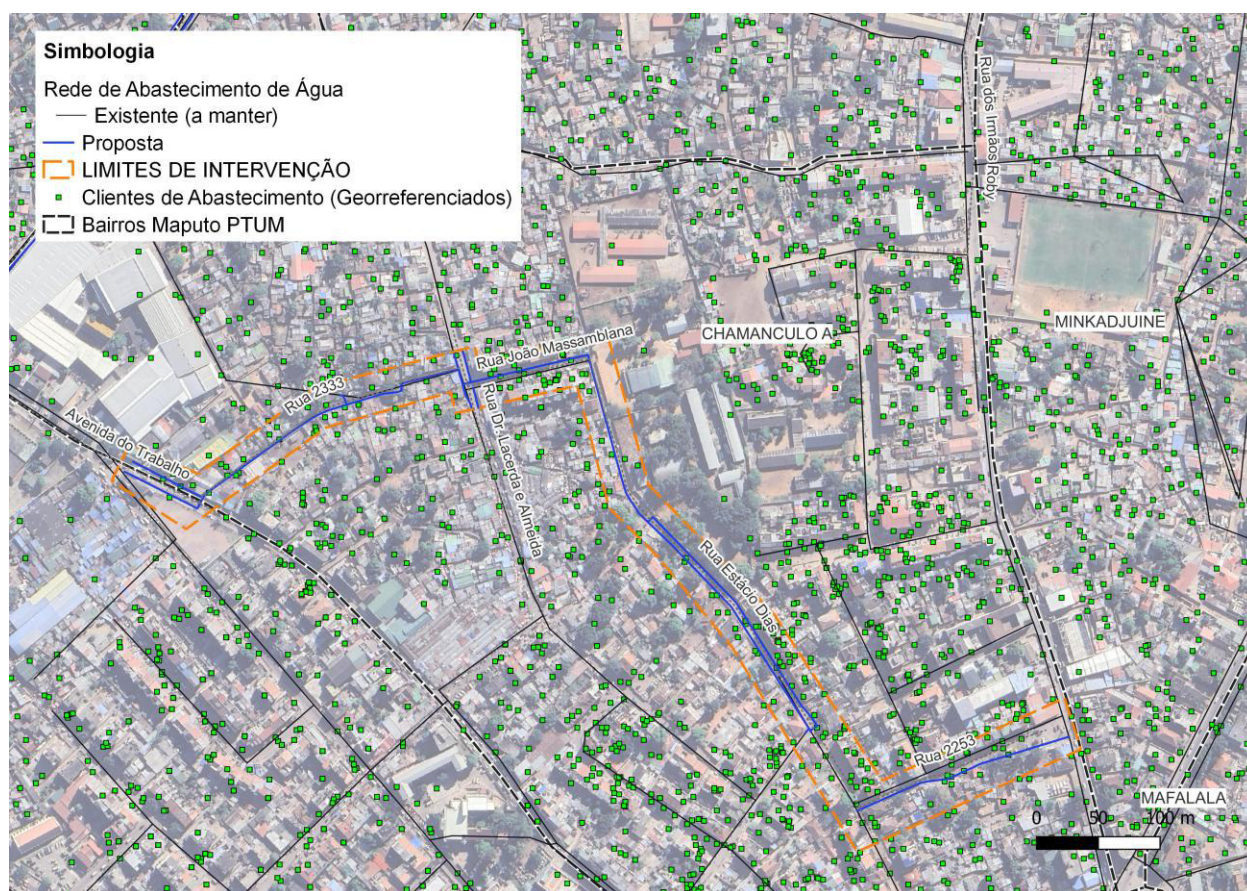 Simbologia
Rede de Abastecimento de Água
Existente (a manter)
Proposta
LIMITES DE INTERVENÇÃO
Clientes de Abastecimento (Georreferenciados)
Bairros Maputo PTUM
Rua dos Irmãos Roby
MINKADJUINE
CHAMANCULO A
Rua João Massamblana
Rua 2333
Avenida do Trabalho
Rua Dr. Lacerda e Almeida
Rua Estácio Dias
Rua 2253
MAFALALA
0 50 100 m